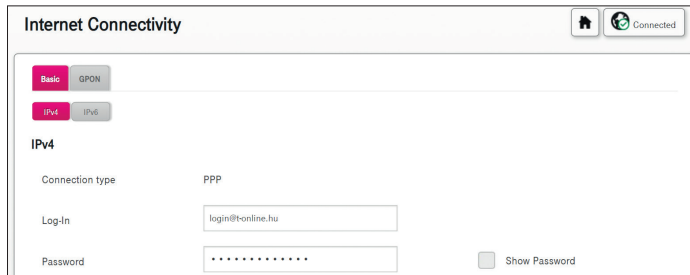 Internet Connectivity
Connected
Basic GPON
IPv4 IPv6
IPv4
Connection type PPP
Log-In login@t-online.hu
Password ············· Show Password